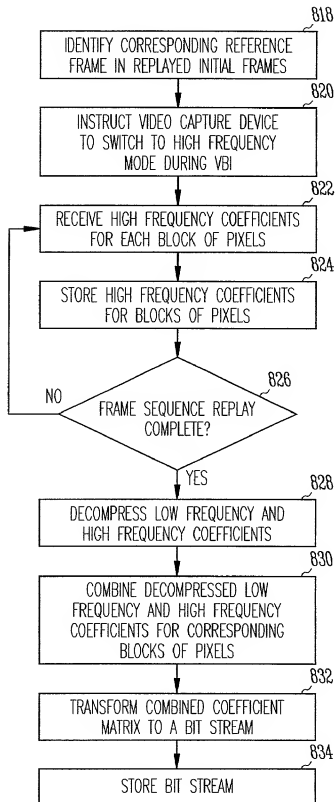 818
IDENTIFY CORRESPONDING REFERENCE
FRAME IN REPLAYED INITIAL FRAMES
820
INSTRUCT VIDEO CAPTURE DEVICE
TO SWITCH TO HIGH FREQUENCY
MODE DURING VBI
822
RECEIVE HIGH FREQUENCY COEFFICIENTS
FOR EACH BLOCK OF PIXELS
824
STORE HIGH FREQUENCY COEFFICIENTS
FOR BLOCKS OF PIXELS
826
NO
FRAME SEQUENCE REPLAY
COMPLETE?
YES
828
DECOMPRESS LOW FREQUENCY AND
HIGH FREQUENCY COEFFICIENTS
830
COMBINE DECOMPRESSED LOW
FREQUENCY AND HIGH FREQUENCY
COEFFICIENTS FOR CORRESPONDING
BLOCKS OF PIXELS
832
TRANSFORM COMBINED COEFFICIENT
MATRIX TO A BIT STREAM
834
STORE BIT STREAM